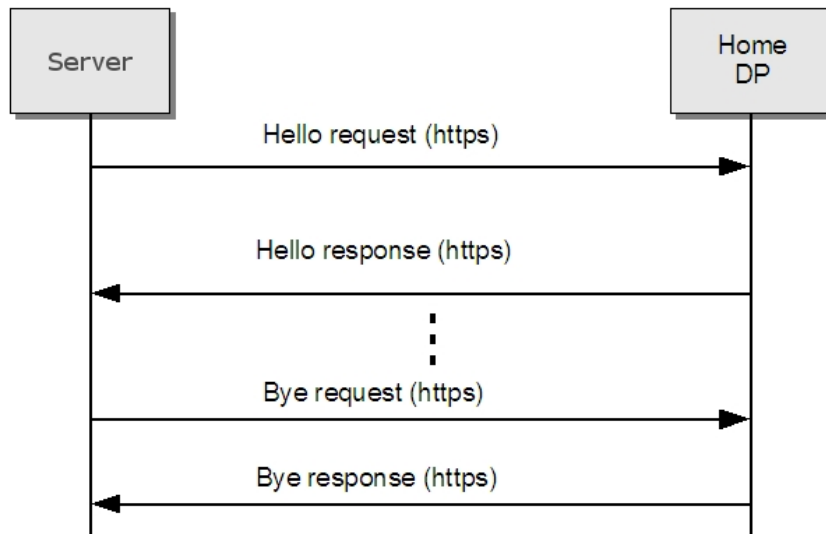 Server
Home
DP
Hello request (https)
Hello response (https)
Bye request (https)
Bye response (https)